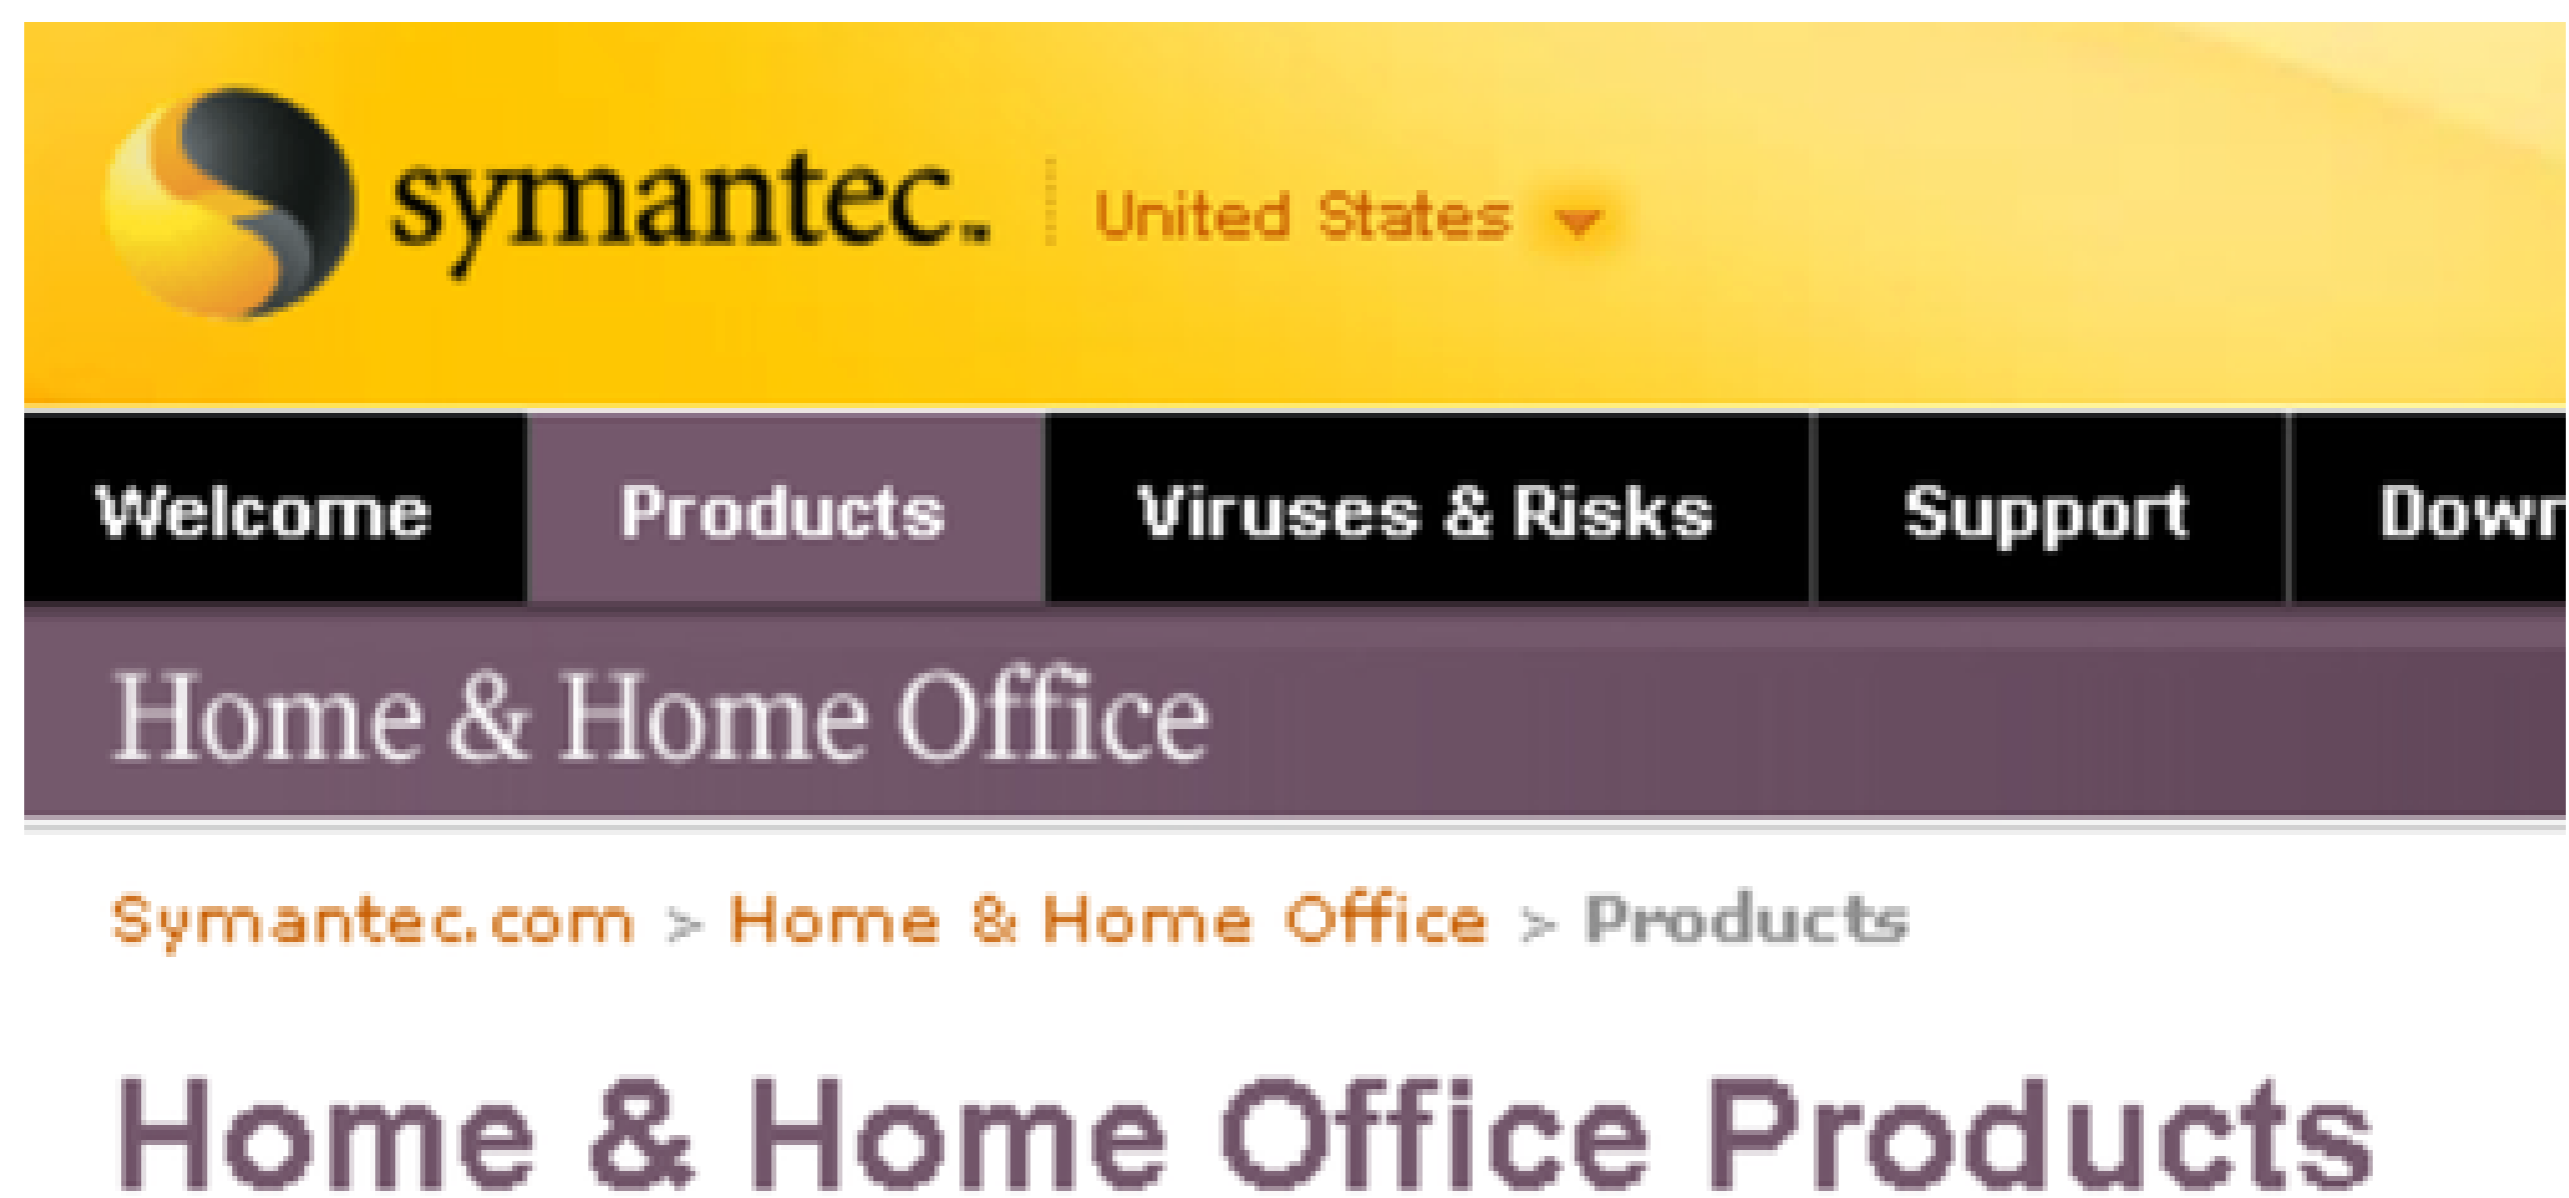 symantec.™ United States
Welcome Products Viruses & Risks Support
Home & Home Office
Symantec.com > Home & Home Office > Products
Home & Home Office Products